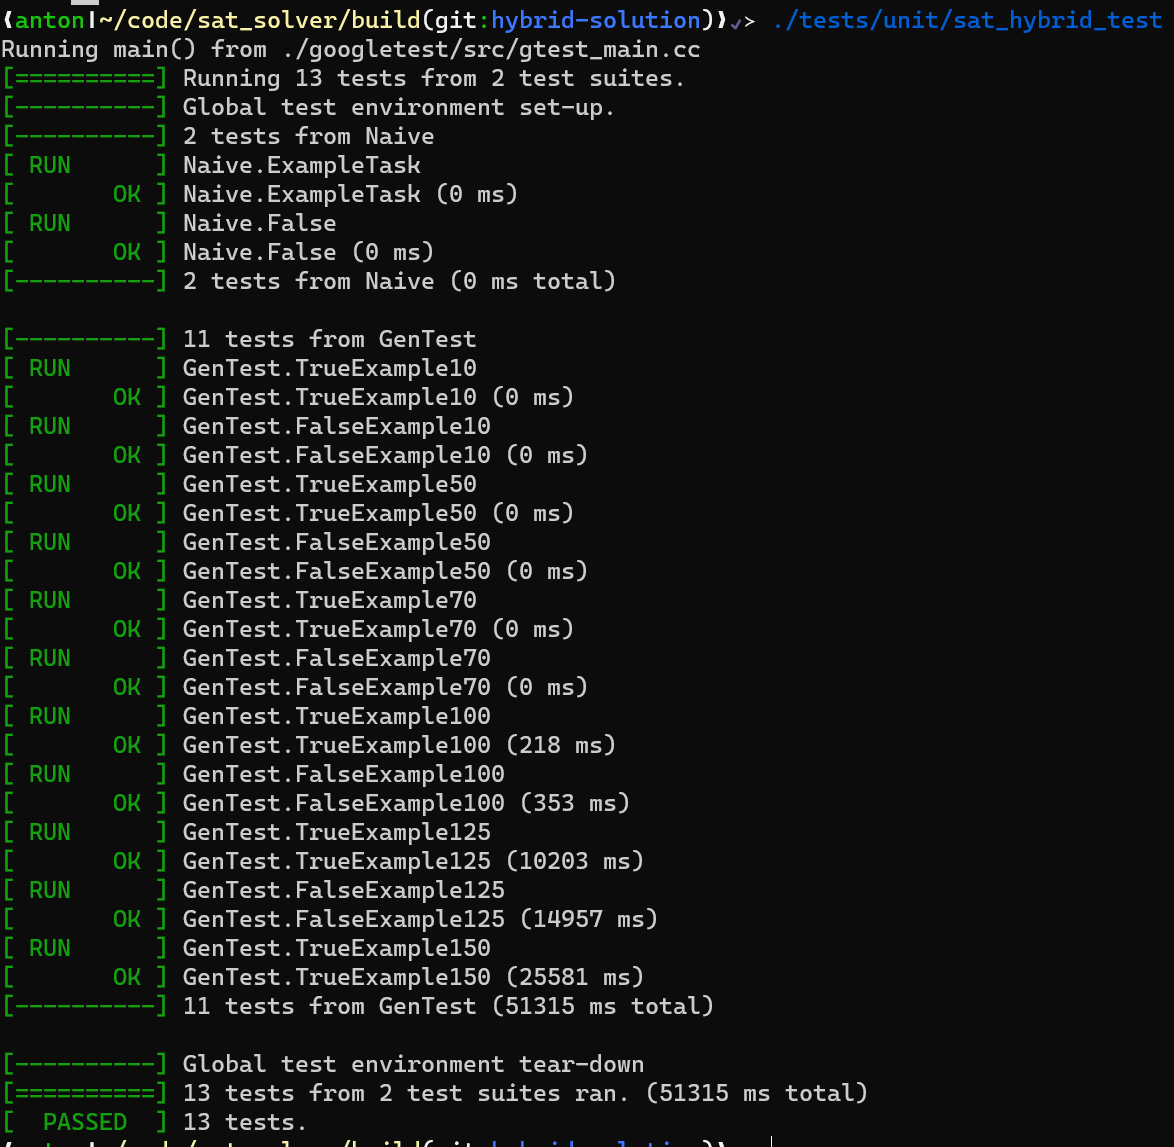 (anton|~/code/sat_solver/build(git:hybrid-solution))✓> ./tests/unit/sat_hybrid_test
Running main() from ./googletest/src/gtest_main.cc
[==========] Running 13 tests from 2 test suites.
[----------] Global test environment set-up.
[----------] 2 tests from Naive
[ RUN      ] Naive.ExampleTask
[       OK ] Naive.ExampleTask (0 ms)
[ RUN      ] Naive.False
[       OK ] Naive.False (0 ms)
[----------] 2 tests from Naive (0 ms total)

[----------] 11 tests from GenTest
[ RUN      ] GenTest.TrueExample10
[       OK ] GenTest.TrueExample10 (0 ms)
[ RUN      ] GenTest.FalseExample10
[       OK ] GenTest.FalseExample10 (0 ms)
[ RUN      ] GenTest.TrueExample50
[       OK ] GenTest.TrueExample50 (0 ms)
[ RUN      ] GenTest.FalseExample50
[       OK ] GenTest.FalseExample50 (0 ms)
[ RUN      ] GenTest.TrueExample70
[       OK ] GenTest.TrueExample70 (0 ms)
[ RUN      ] GenTest.FalseExample70
[       OK ] GenTest.FalseExample70 (0 ms)
[ RUN      ] GenTest.TrueExample100
[       OK ] GenTest.TrueExample100 (218 ms)
[ RUN      ] GenTest.FalseExample100
[       OK ] GenTest.FalseExample100 (353 ms)
[ RUN      ] GenTest.TrueExample125
[       OK ] GenTest.TrueExample125 (10203 ms)
[ RUN      ] GenTest.FalseExample125
[       OK ] GenTest.FalseExample125 (14957 ms)
[ RUN      ] GenTest.TrueExample150
[       OK ] GenTest.TrueExample150 (25581 ms)
[----------] 11 tests from GenTest (51315 ms total)

[----------] Global test environment tear-down
[==========] 13 tests from 2 test suites ran. (51315 ms total)
[  PASSED  ] 13 tests.